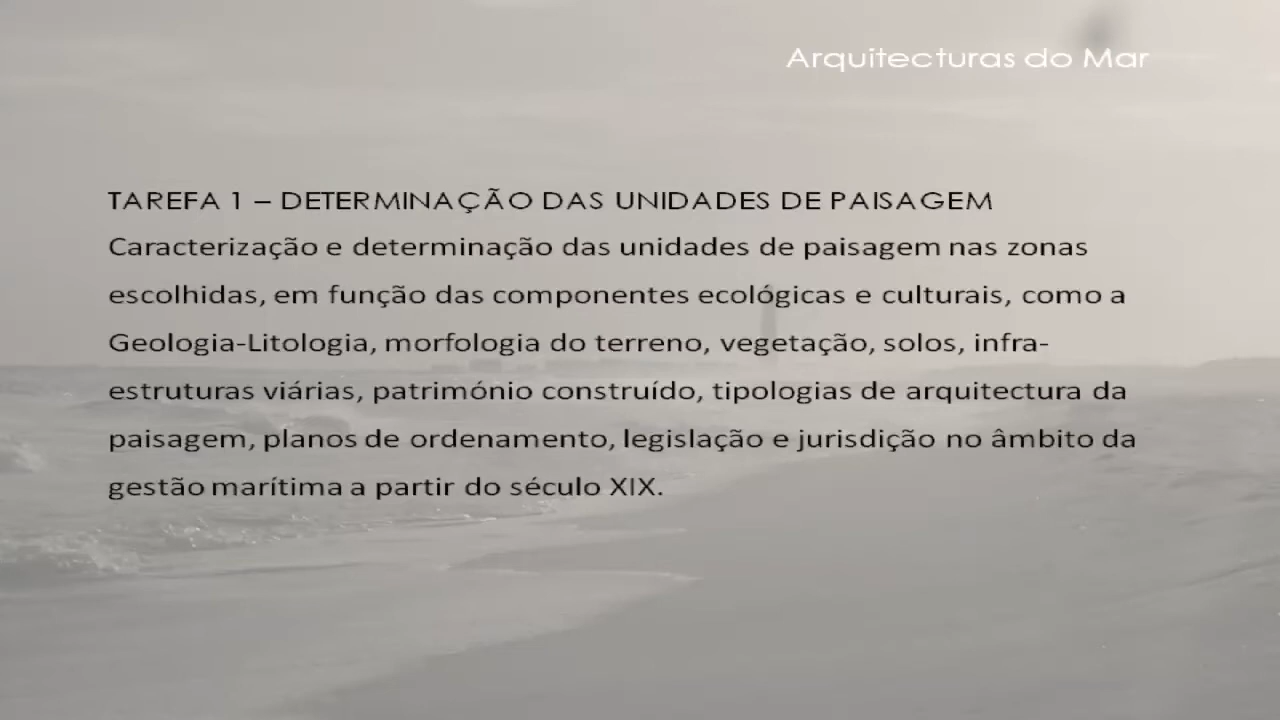 Arquitecturas do Mar
TAREFA 1 – DETERMINAÇÃO DAS UNIDADES DE PAISAGEM
Caracterização e determinação das unidades de paisagem nas zonas
escolhidas, em função das componentes ecológicas e culturais, como a
Geologia-Litologia, morfologia do terreno, vegetação, solos, infra-
estruturas viárias, património construído, tipologias de arquitectura da
paisagem, planos de ordenamento, legislação e jurisdição no âmbito da
gestão marítima a partir do século XIX.